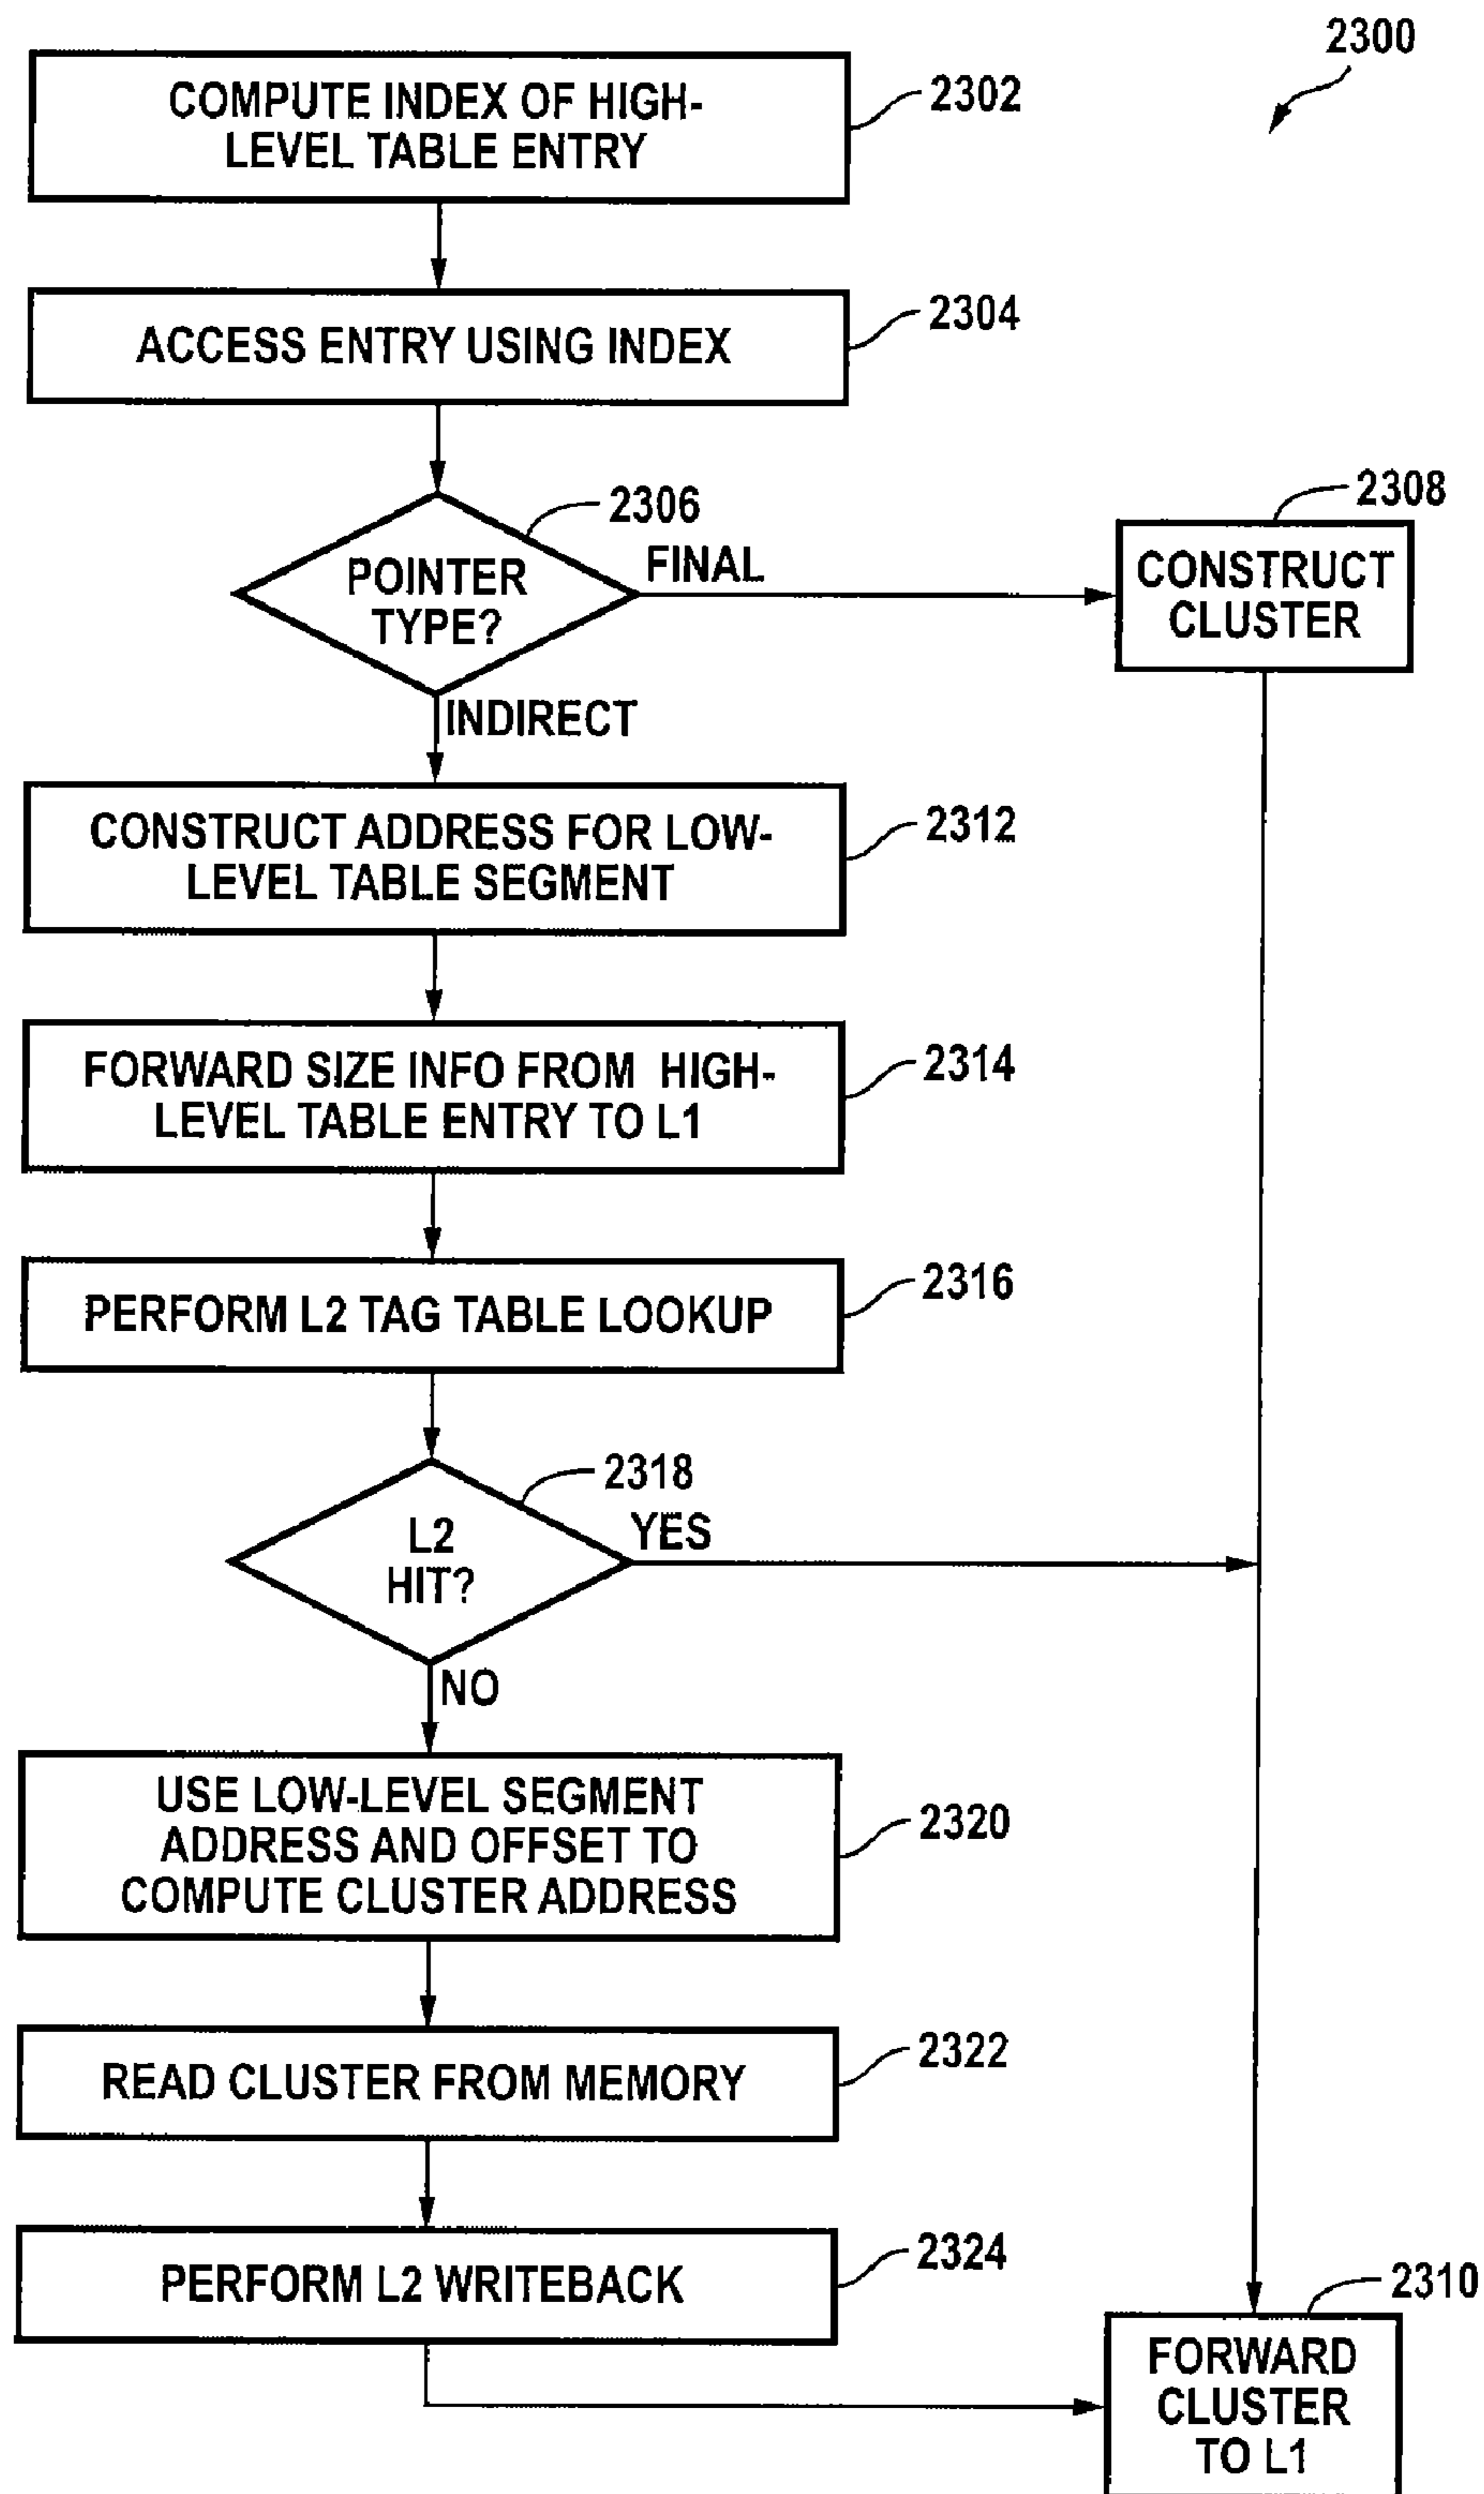 2300
COMPUTE INDEX OF HIGH-
LEVEL TABLE ENTRY
2302
ACCESS ENTRY USING INDEX
2304
POINTER
TYPE?
2306
FINAL
INDIRECT
CONSTRUCT
CLUSTER
2308
CONSTRUCT ADDRESS FOR LOW-
LEVEL TABLE SEGMENT
2312
FORWARD SIZE INFO FROM HIGH-
LEVEL TABLE ENTRY TO L1
2314
PERFORM L2 TAG TABLE LOOKUP
2316
L2
HIT?
2318
YES
NO
USE LOW-LEVEL SEGMENT
ADDRESS AND OFFSET TO
COMPUTE CLUSTER ADDRESS
2320
READ CLUSTER FROM MEMORY
2322
PERFORM L2 WRITEBACK
2324
FORWARD
CLUSTER
TO L1
2310